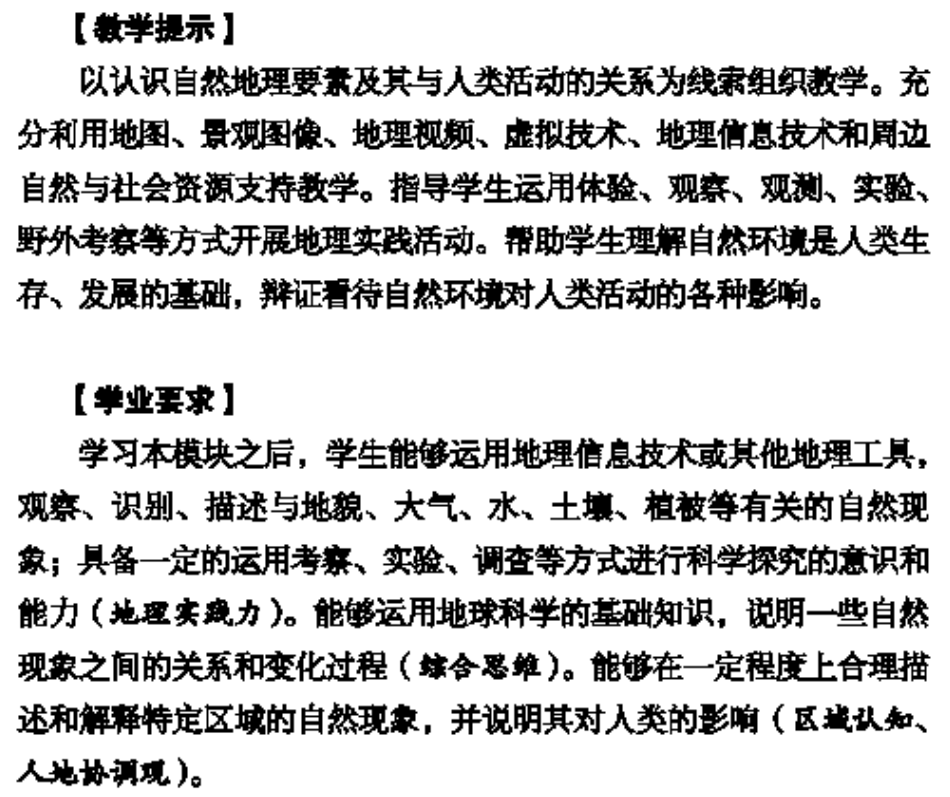 【教学提示】
以认识自然地理要素及其与人类活动的关系为线索组织教学。充
分利用地图、景观图像、地理视频、虚拟技术、地理信息技术和周边
自然与社会资源支持教学。指导学生运用体验、观察、观测、实验、
野外考察等方式开展地理实践活动。帮助学生理解自然环境是人类生
存、发展的基础，辩证看待自然环境对人类活动的各种影响。
【学业要求】
学习本模块之后，学生能够运用地理信息技术或其他地理工具，
观察、识别、描述与地貌、大气、水、土壤、植被等有关的自然现
象；具备一定的运用考察、实验、调查等方式进行科学探究的意识和
能力（地理实践力）。能够运用地球科学的基础知识，说明一些自然
现象之间的关系和变化过程（综合思维）。能够在一定程度上合理描
述和解释特定区域的自然现象，并说明其对人类的影响（区域认知、
人地协调观）。